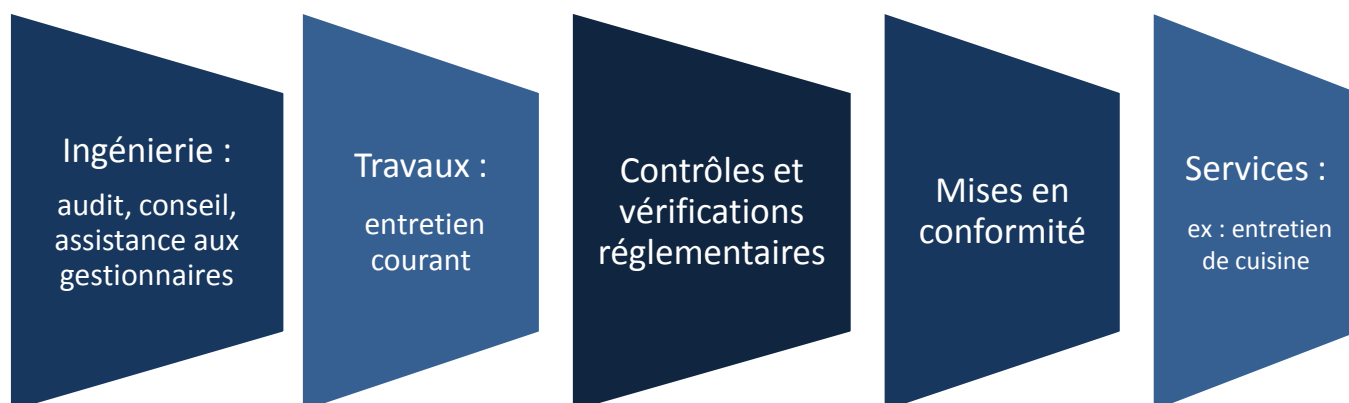 Ingénierie :
audit, conseil,
assistance aux
gestionnaires
Travaux :
entretien
courant
Contrôles et
vérifications
réglementaires
Mises en
conformité
Services :
ex : entretien
de cuisine